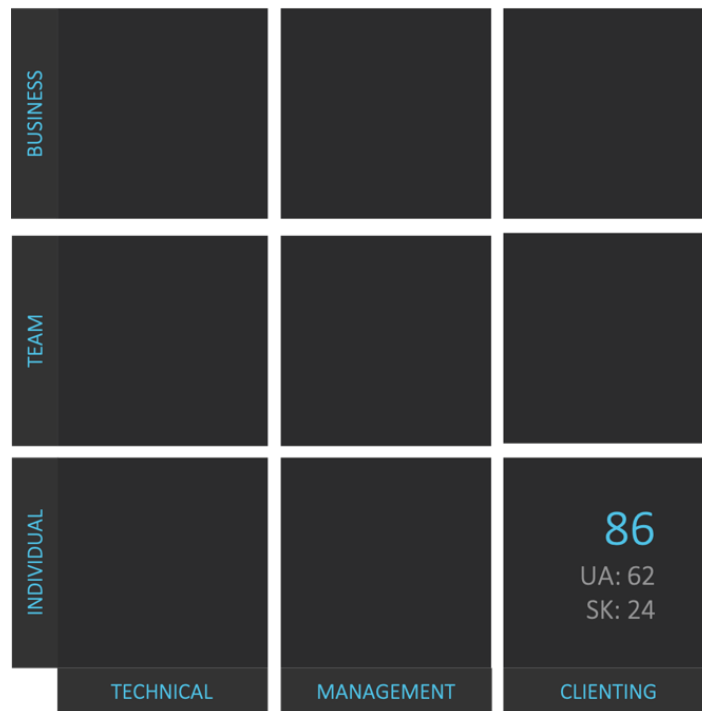 BUSINESS
TEAM
INDIVIDUAL
86
UA: 62
SK: 24
TECHNICAL
MANAGEMENT
CLIENTING